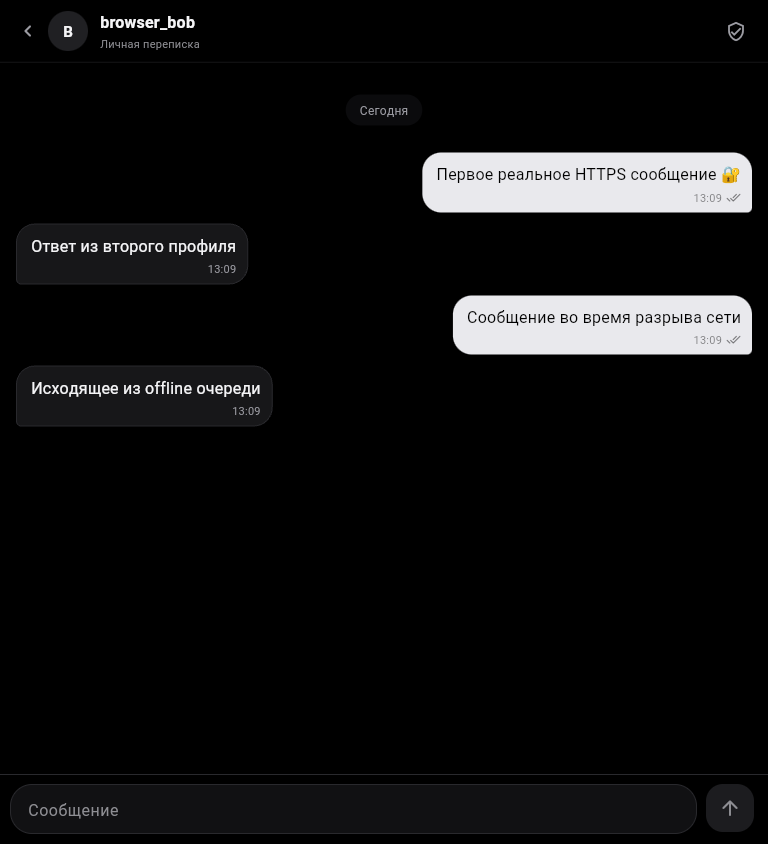 B
browser_bob
Личная переписка
Сегодня
Первое реальное HTTPS сообщение 🔐
13:09
Ответ из второго профиля
13:09
Сообщение во время разрыва сети
13:09
Исходящее из offline очереди
13:09
Сообщение